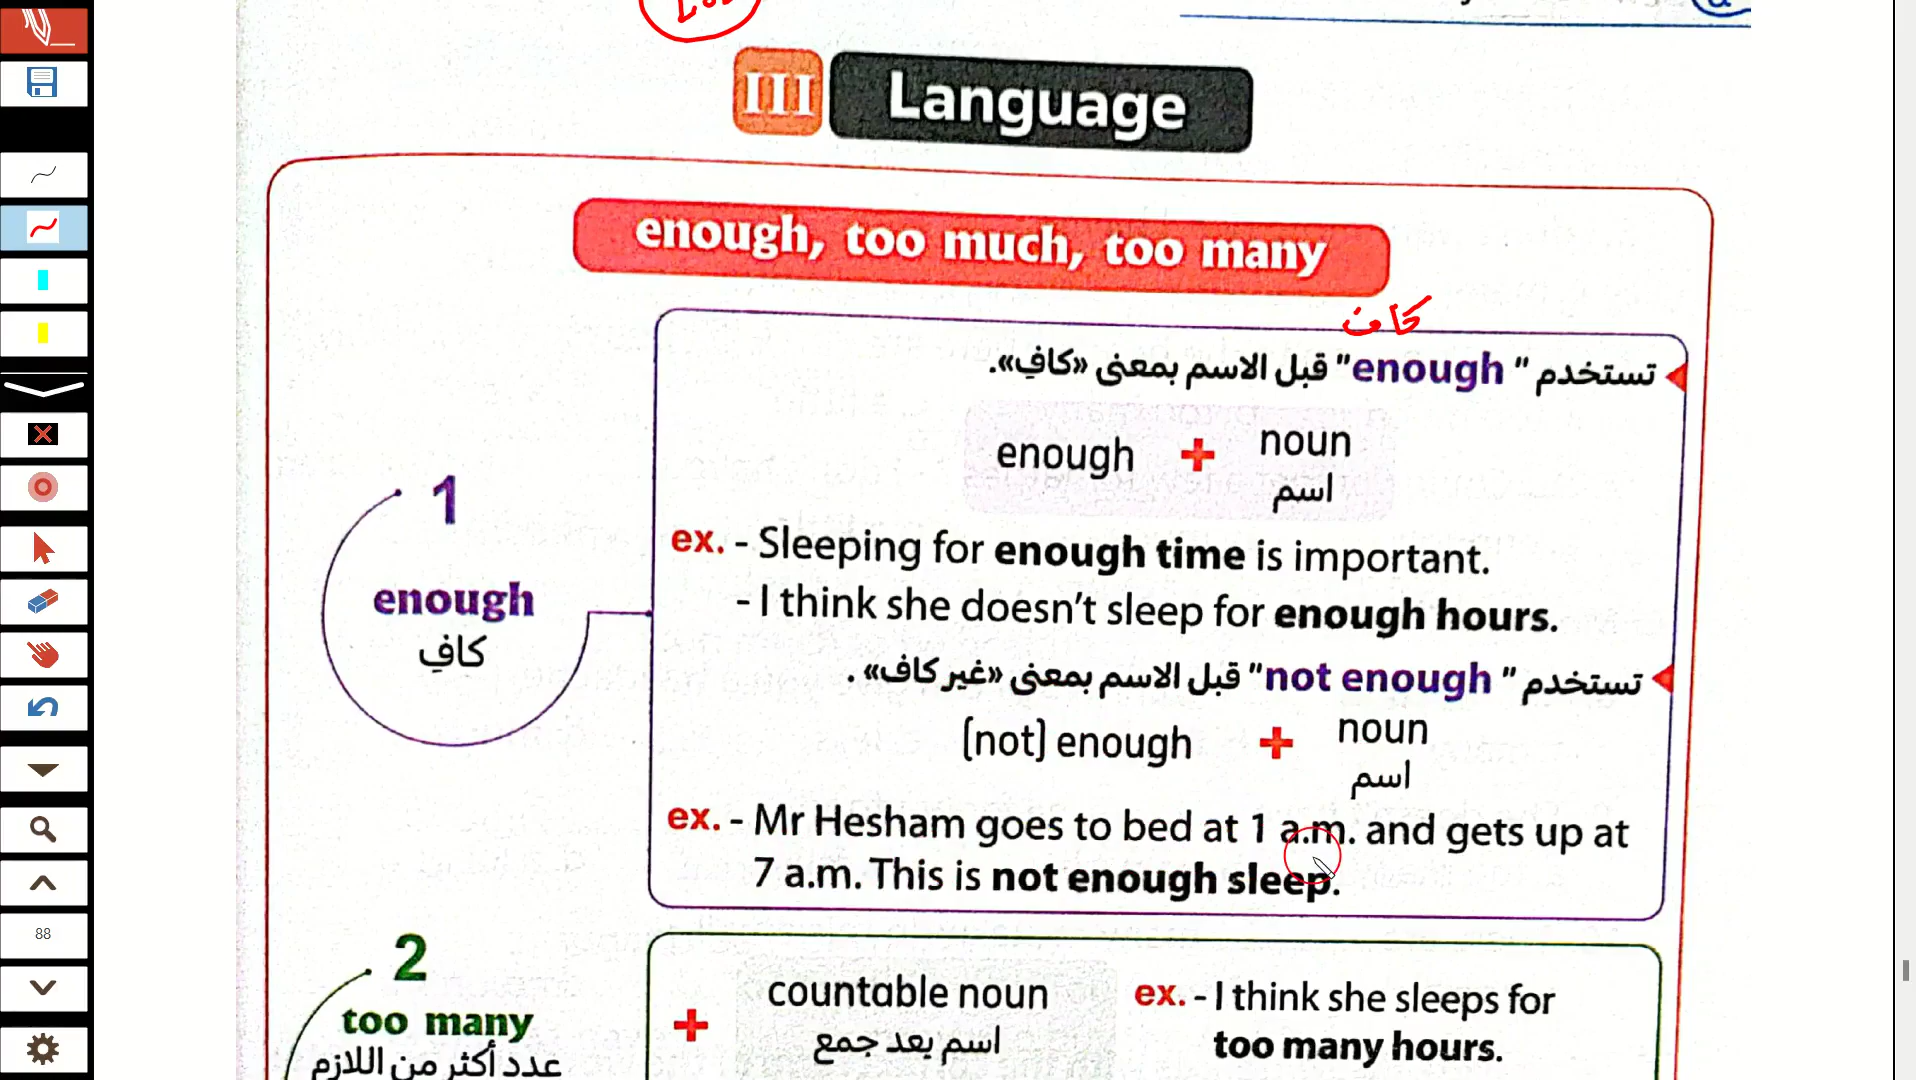 III Language
enough, too much, too many
كاف
تستخدم "enough" قبل الاسم بمعنى «كافٍ».
enough + noun
اسم
ex. - Sleeping for enough time is important.
- I think she doesn't sleep for enough hours.
1
enough
كافٍ
تستخدم "not enough" قبل الاسم بمعنى «غير كاف» .
(not) enough + noun
اسم
ex. - Mr Hesham goes to bed at 1 a.m. and gets up at
7 a.m. This is not enough sleep.
2
too many
عدد أكثر من اللازم
+ countable noun
اسم يعد جمع
ex. - I think she sleeps for
too many hours.
88